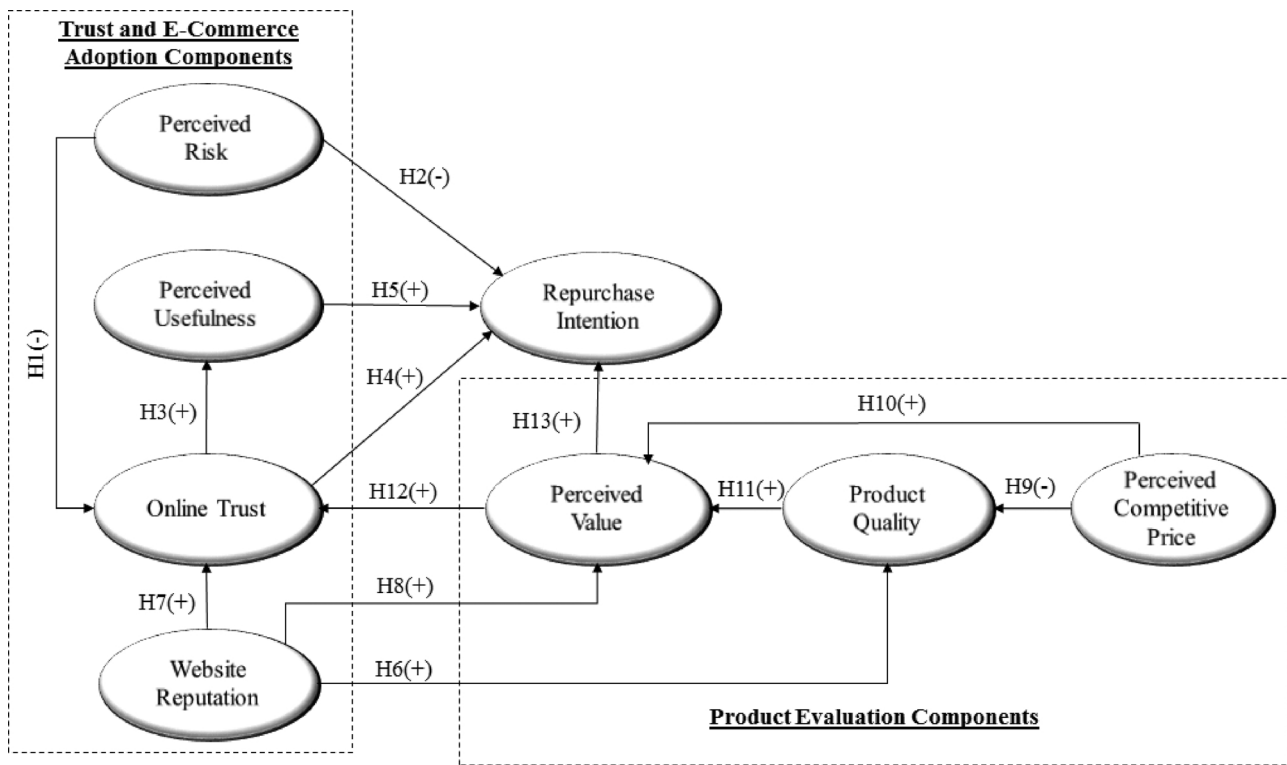 Trust and E-Commerce
Adoption Components
Perceived
Risk
H2(-)
Perceived
Usefulness
H5(+)
Repurchase
Intention
H1(-)
H3(+)
H4(+)
H13(+)
H10(+)
Online Trust
H12(+)
Perceived
Value
H11(+)
Product
Quality
H9(-)
Perceived
Competitive
Price
H7(+)
H8(+)
Website
Reputation
H6(+)
Product Evaluation Components